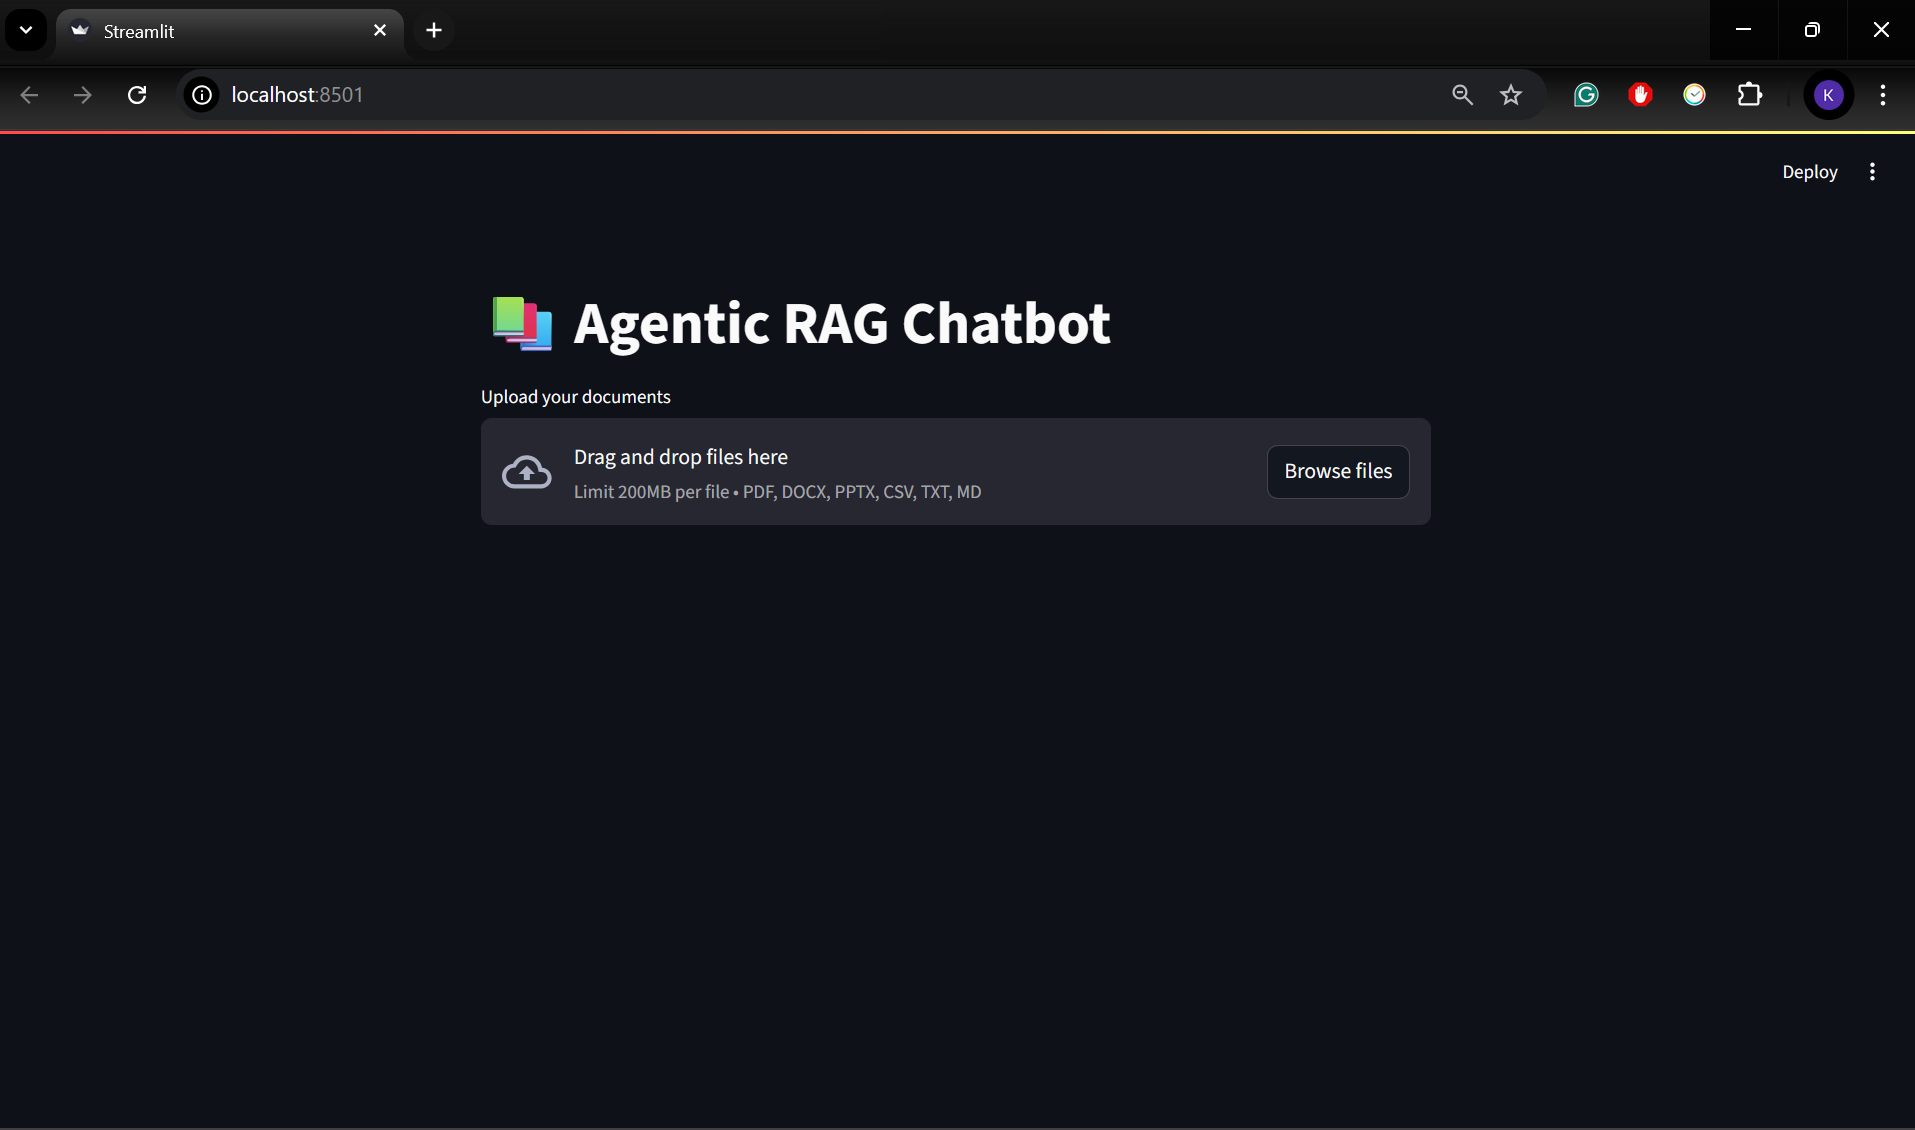 Streamlit
localhost:8501
K
Deploy
Agentic RAG Chatbot
Upload your documents
Drag and drop files here
Limit 200MB per file • PDF, DOCX, PPTX, CSV, TXT, MD
Browse files